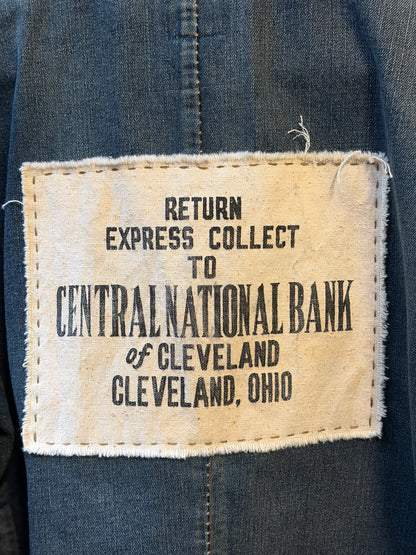 RETURN
EXPRESS COLLECT
TO
CENTRAL NATIONAL BANK
of CLEVELAND
CLEVELAND, OHIO